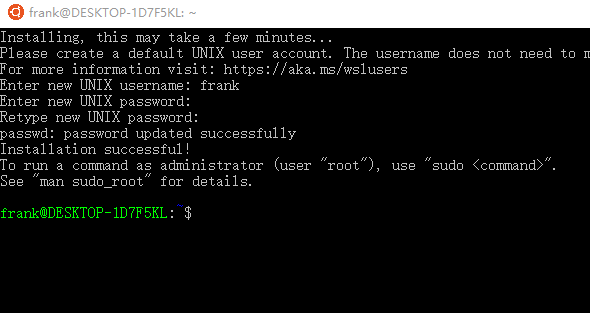 frank@DESKTOP-1D7F5KL: ~
Installing, this may take a few minutes...
Please create a default UNIX user account. The username does not need to m
For more information visit: https://aka.ms/wslusers
Enter new UNIX username: frank
Enter new UNIX password:
Retype new UNIX password:
passwd: password updated successfully
Installation successful!
To run a command as administrator (user "root"), use "sudo <command>".
See "man sudo_root" for details.
frank@DESKTOP-1D7F5KL: $